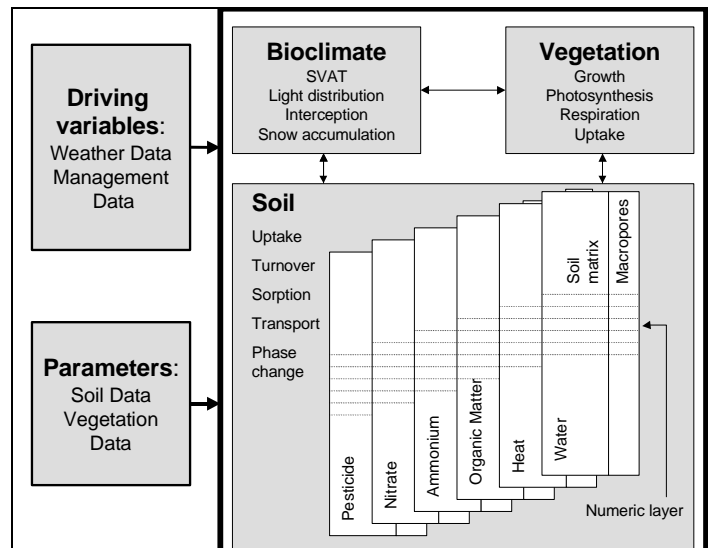 Driving
variables:
Weather Data
Management
Data
Parameters:
Soil Data
Vegetation
Data
Bioclimate
SVAT
Light distribution
Interception
Snow accumulation
Vegetation
Growth
Photosynthesis
Respiration
Uptake
Soil
Uptake
Turnover
Sorption
Transport
Phase
change
Pesticide
Nitrate
Ammonium
Organic Matter
Heat
Water
Soil
matrix
Macropores
Numeric layer